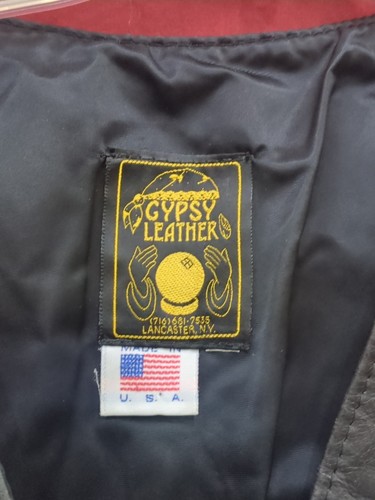 GYPSY
LEATHER
(716) 681-7535
LANCASTER, N.Y.
MADE IN
U. S. A.